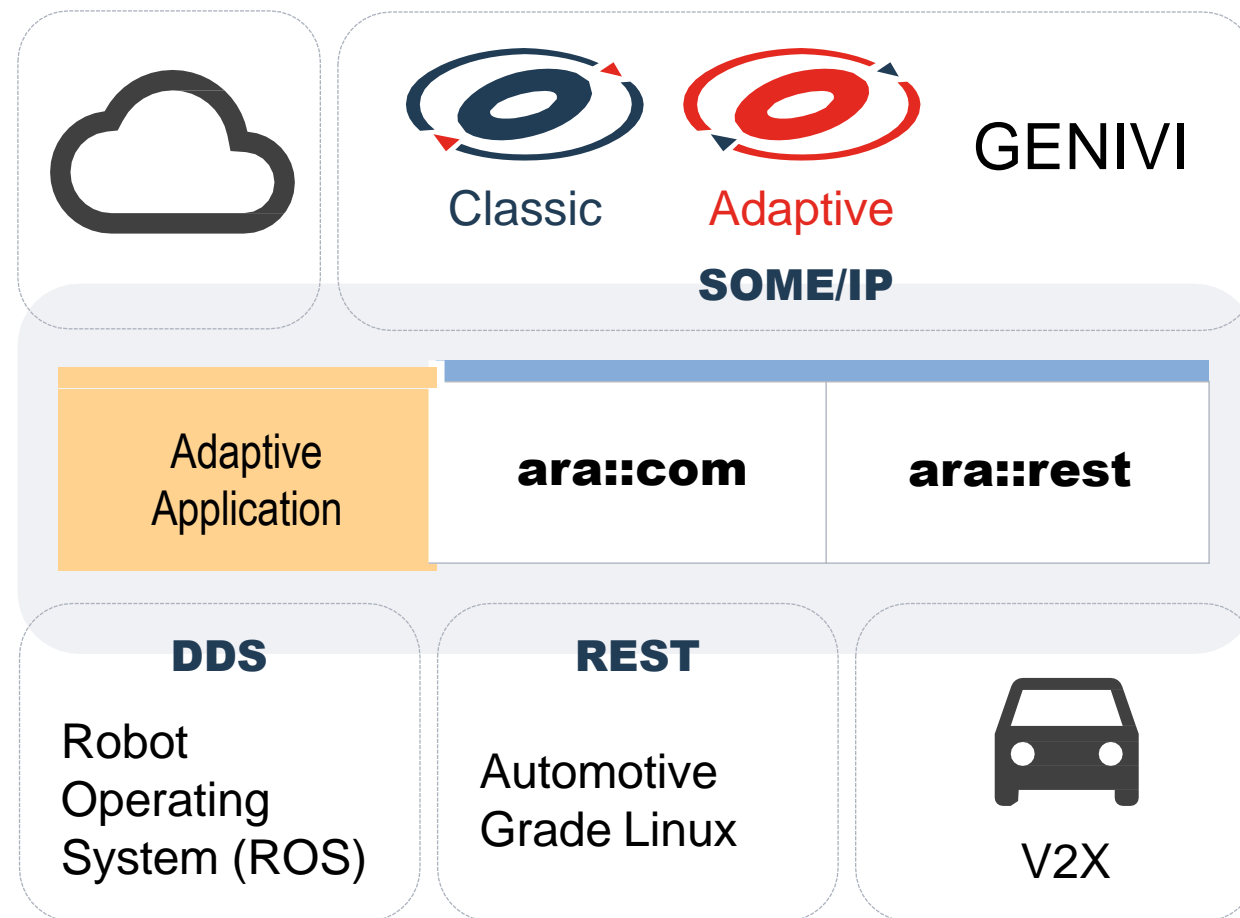 GENIVI
Classic
Adaptive
SOME/IP
Adaptive
Application
ara::com
ara::rest
DDS
Robot
Operating
System (ROS)
REST
Automotive
Grade Linux
V2X